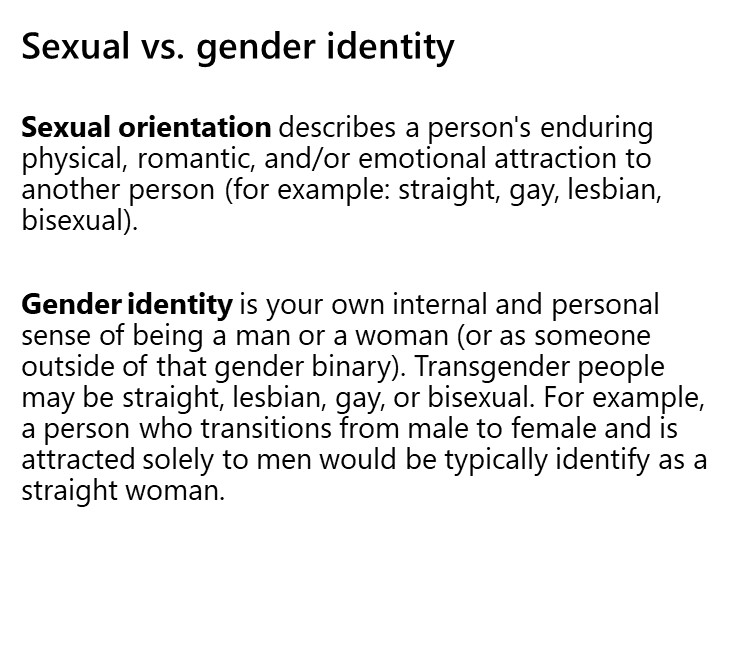 Sexual vs. gender identity
Sexual orientation describes a person's enduring
physical, romantic, and/or emotional attraction to
another person (for example: straight, gay, lesbian,
bisexual).
Gender identity is your own internal and personal
sense of being a man or a woman (or as someone
outside of that gender binary). Transgender people
may be straight, lesbian, gay, or bisexual. For example,
a person who transitions from male to female and is
attracted solely to men would be typically identify as a
straight woman.